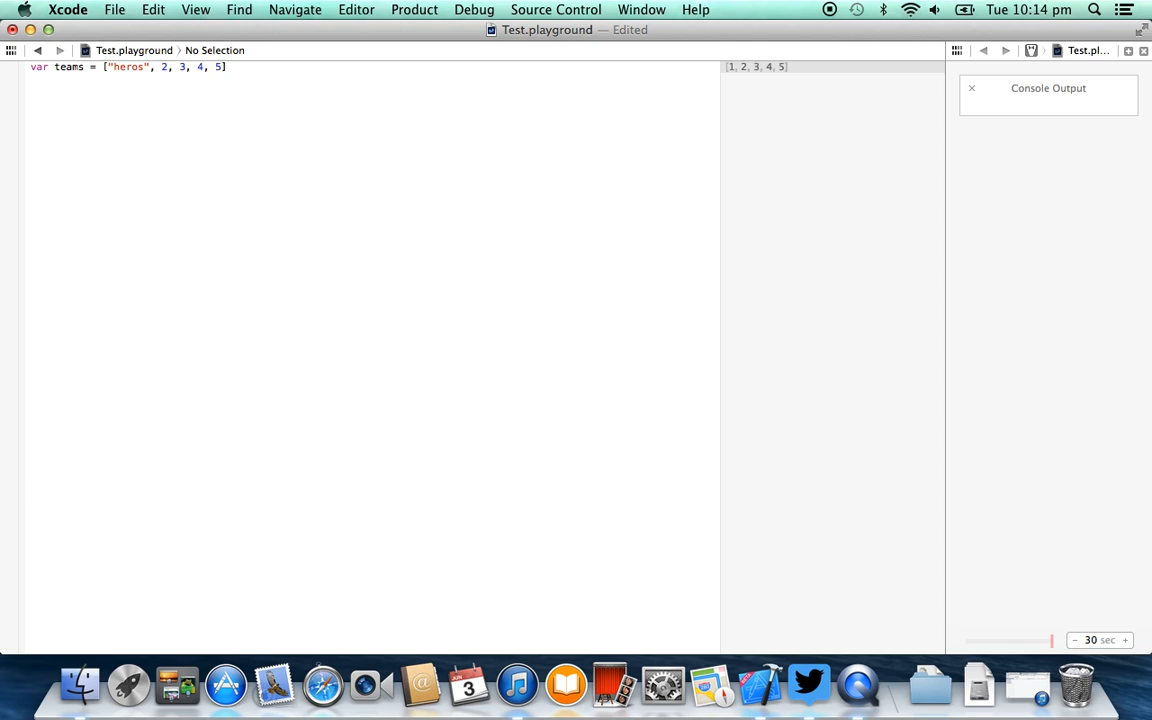 Xcode File Edit View Find Navigate Editor Product Debug Source Control Window Help Tue 10:14 pm
Test.playground — Edited
Test.playground 〉 No Selection
Test.pl...
var teams = ["heros", 2, 3, 4, 5]
[1, 2, 3, 4, 5]
Console Output
− 30 sec +
JUN
3